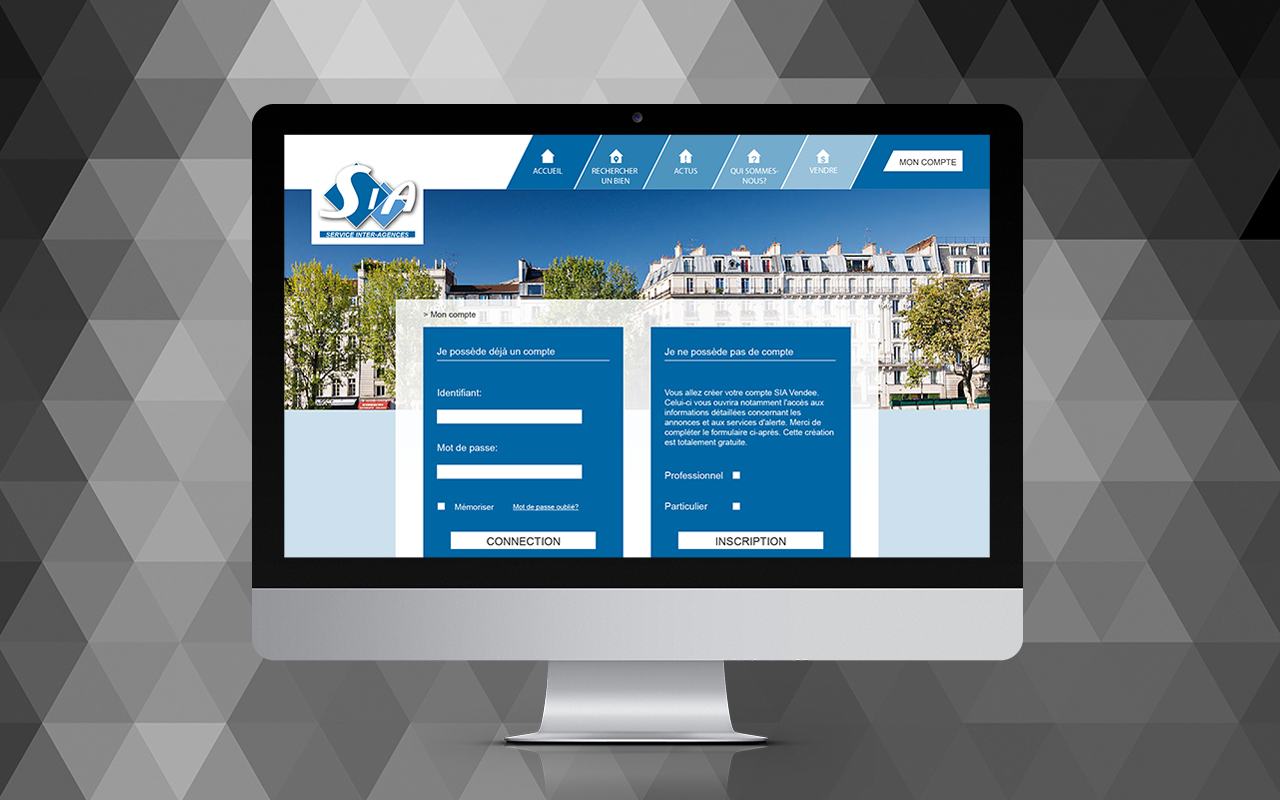 ACCUEIL
RECHERCHER
UN BIEN
ACTUS
QUI SOMMES-
NOUS?
VENDRE
MON COMPTE
SIA
SERVICE INTER-AGENCES
> Mon compte
Je possède déjà un compte
Identifiant:
Mot de passe:
Mémoriser
Mot de passe oublié?
CONNECTION
Je ne possède pas de compte
Vous allez créer votre compte SIA Vendee.
Celui-ci vous ouvrira notamment l'accès aux
informations détaillées concernant les
annonces et aux services d'alerte. Merci de
compléter le formulaire ci-après. Cette création
est totalement gratuite.
Professionnel
Particulier
INSCRIPTION